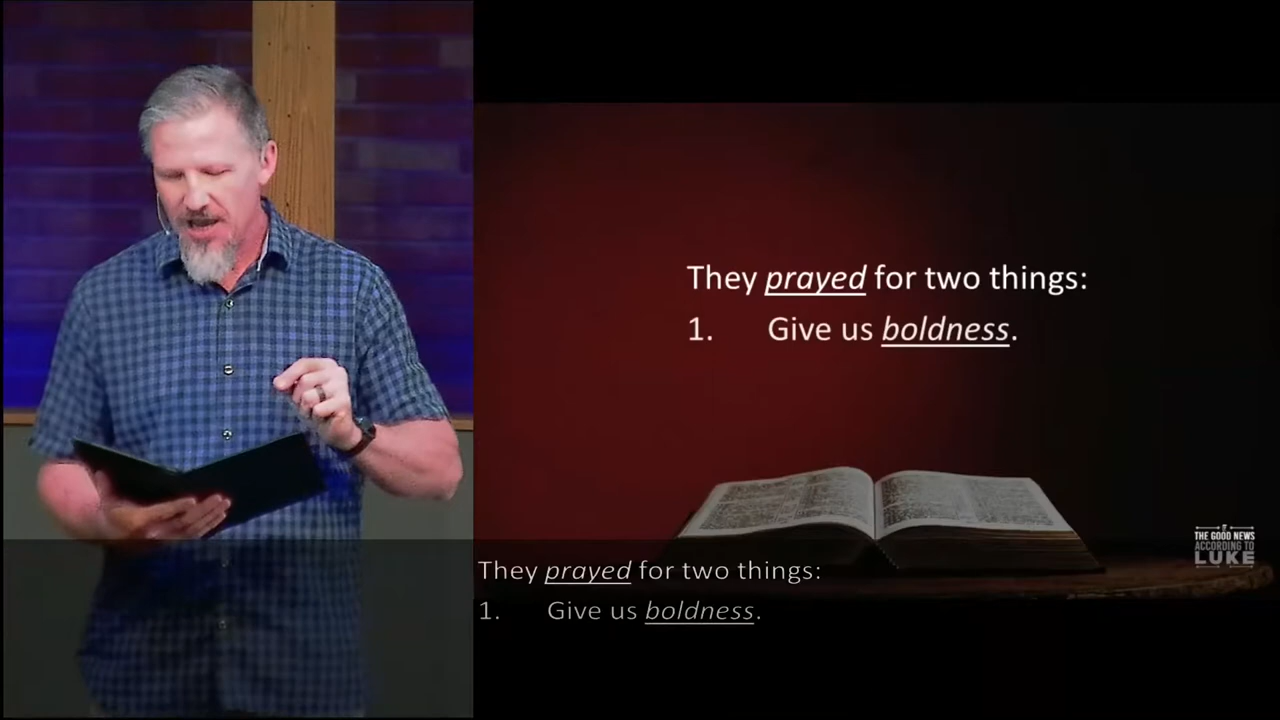 They prayed for two things:
1. Give us boldness.
THE GOOD NEWS
ACCORDING TO
LUKE
They prayed for two things:
1. Give us boldness.